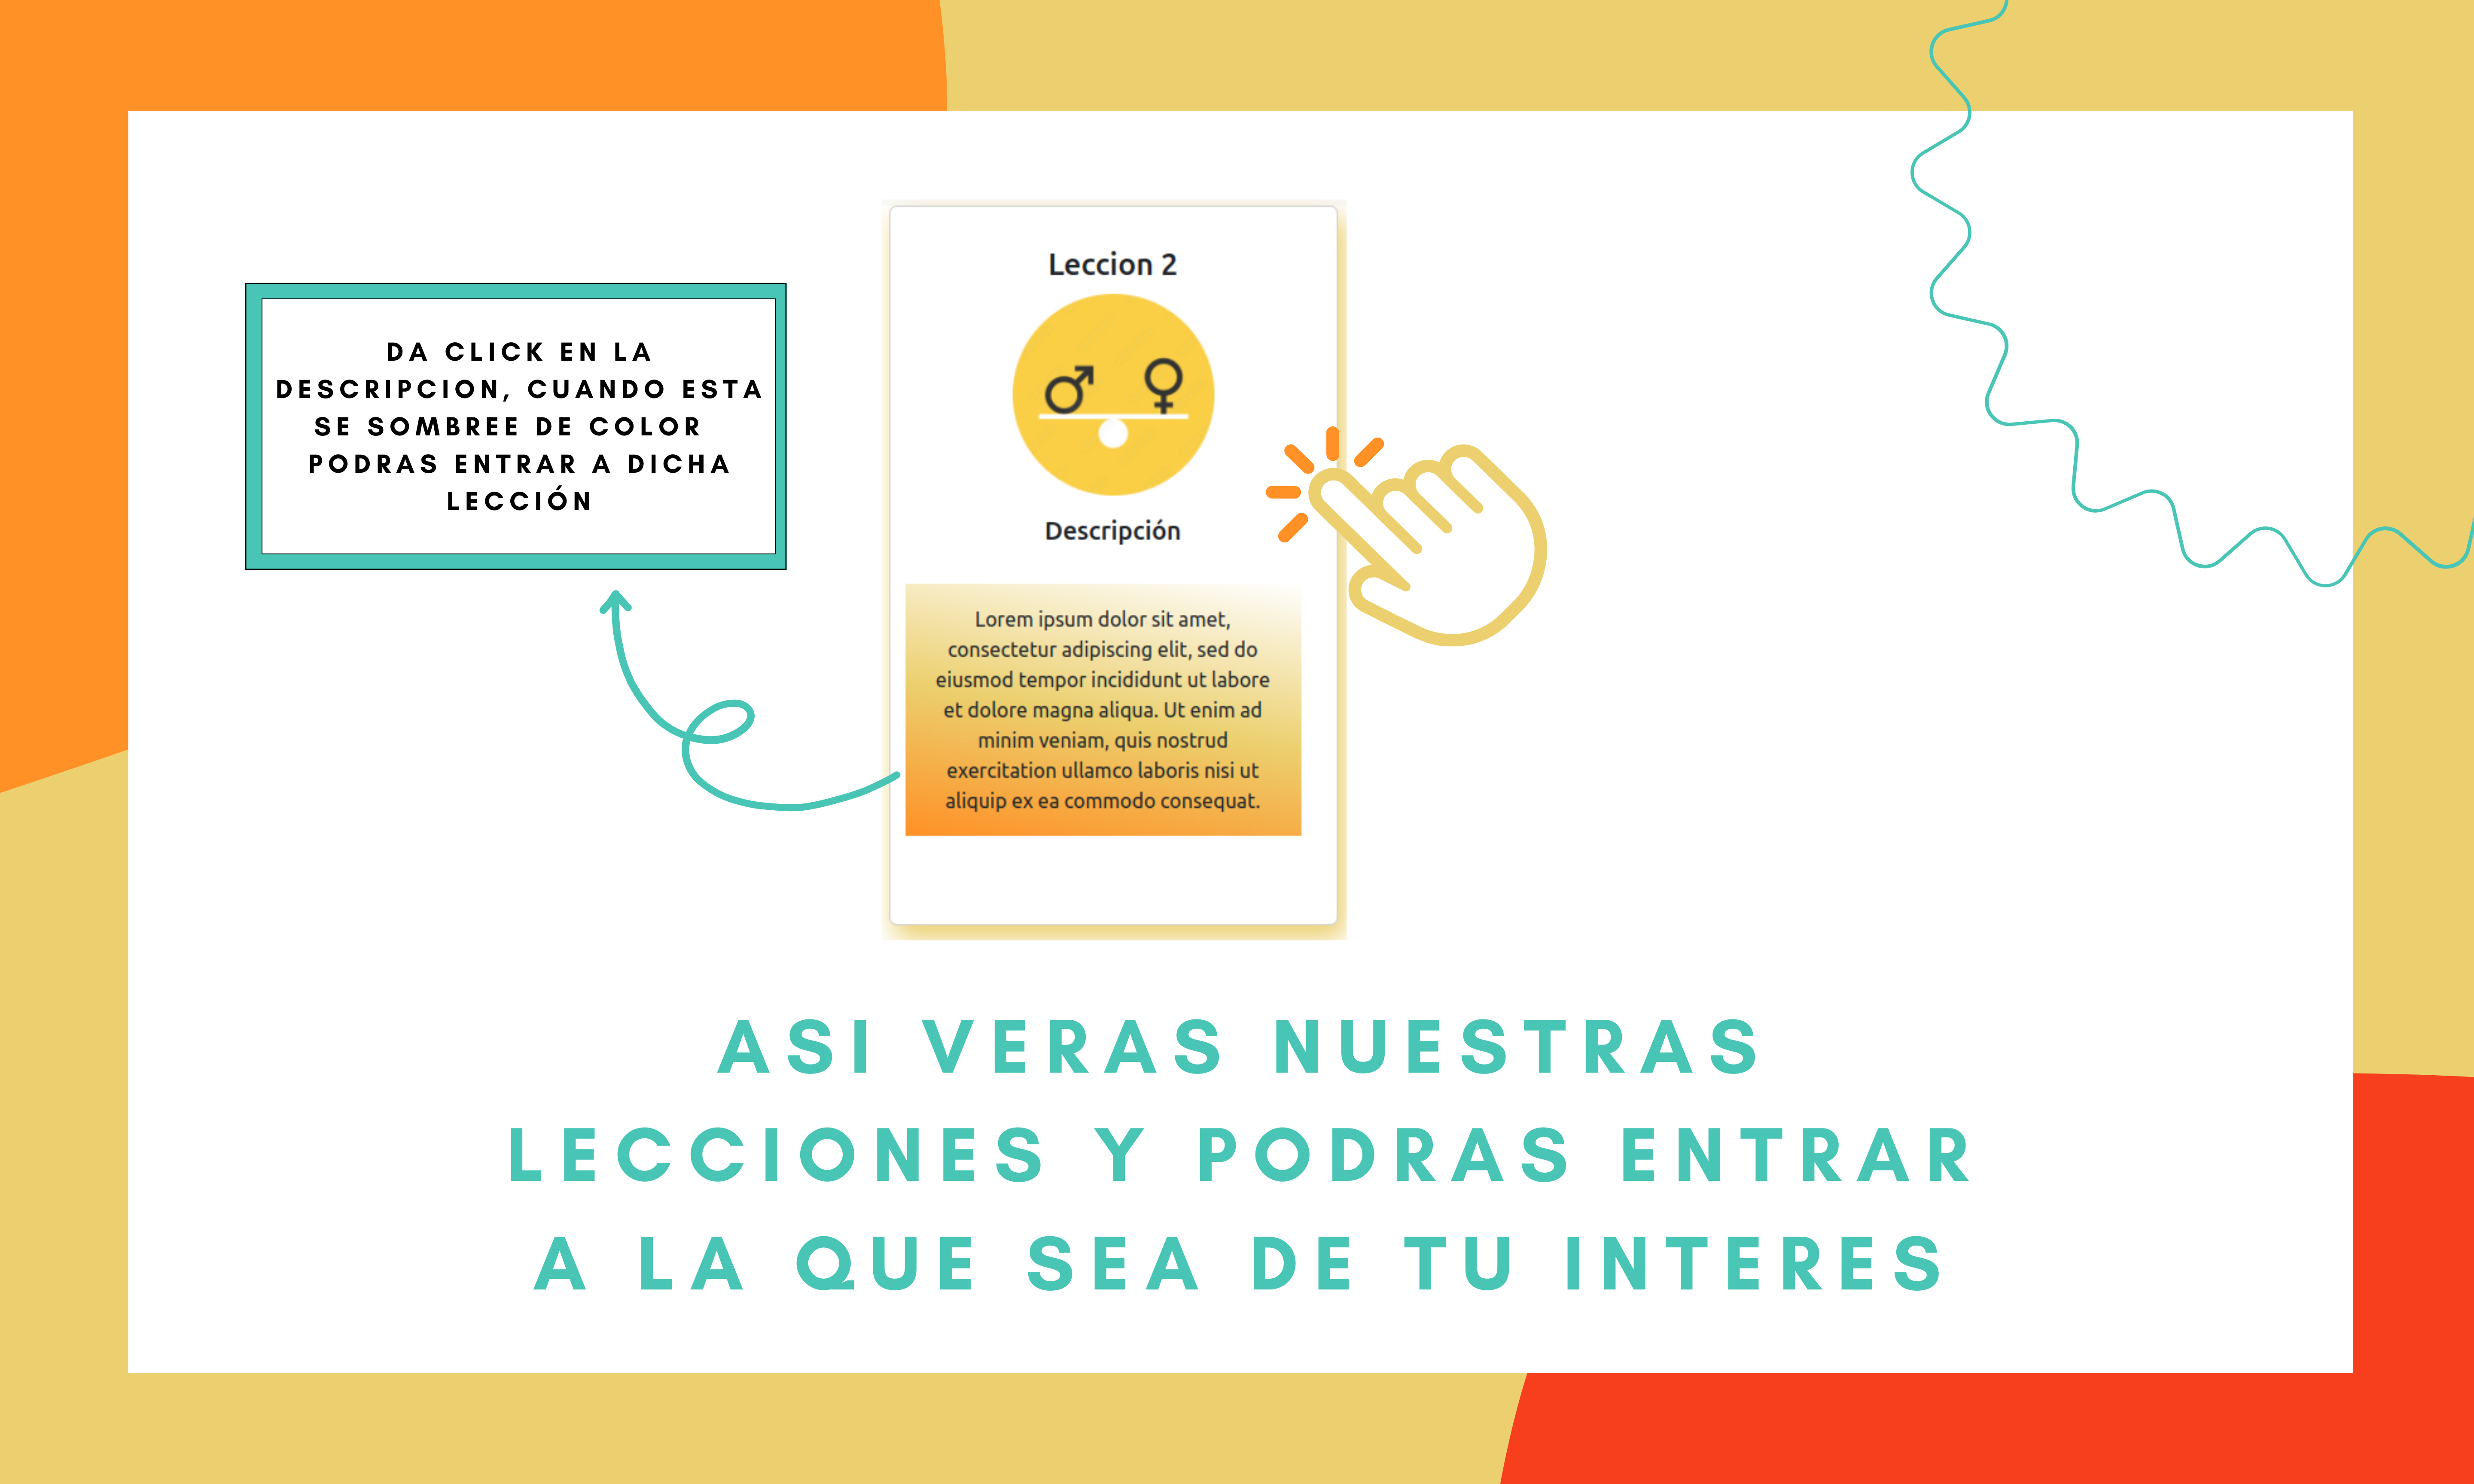 DA CLICK EN LA
DESCRIPCION, CUANDO ESTA
SE SOMBREE DE COLOR
PODRAS ENTRAR A DICHA
LECCIÓN
Leccion 2
Descripción
Lorem ipsum dolor sit amet,
consectetur adipiscing elit, sed do
eiusmod tempor incididunt ut labore
et dolore magna aliqua. Ut enim ad
minim veniam, quis nostrud
exercitation ullamco laboris nisi ut
aliquip ex ea commodo consequat.
ASI VERAS NUESTRAS
LECCIONES Y PODRAS ENTRAR
A LA QUE SEA DE TU INTERES